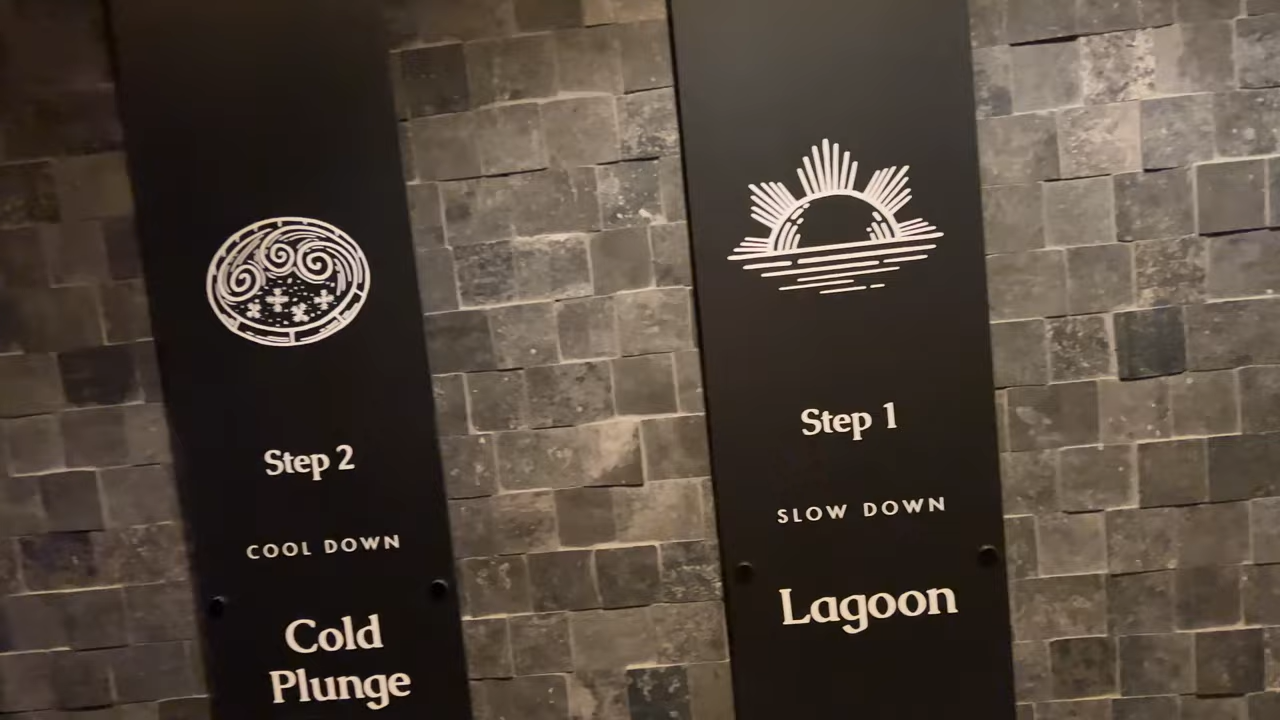 Step 2
COOL DOWN
Cold
Plunge
Step 1
SLOW DOWN
Lagoon